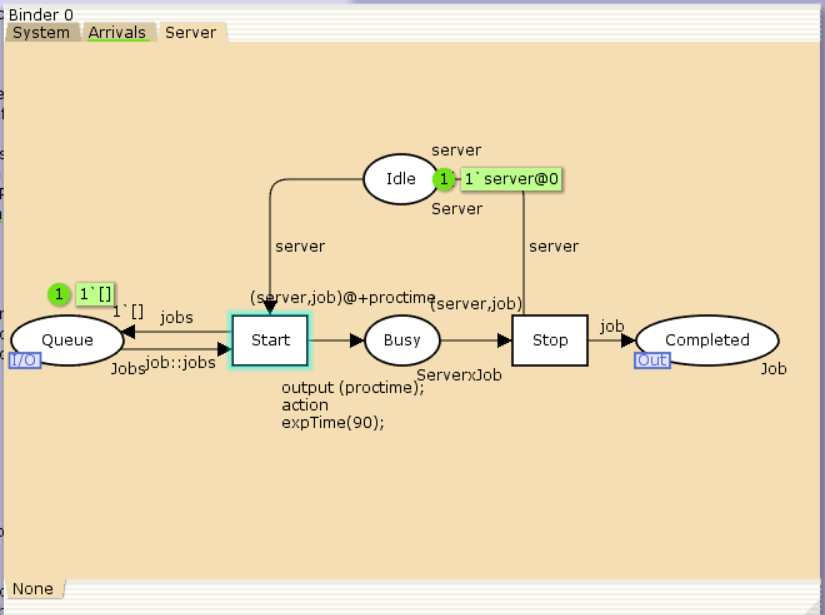 Binder 0
System
Arrivals
Server
server
Idle
1
1`server@0
Server
server
server
1
1`[]
1`[]
jobs
(server,job)@+proctime
(server,job)
Queue
Start
Busy
Stop
job
Completed
I/O
Jobs
job::jobs
ServerxJob
Out
Job
output (proctime);
action
expTime(90);
None